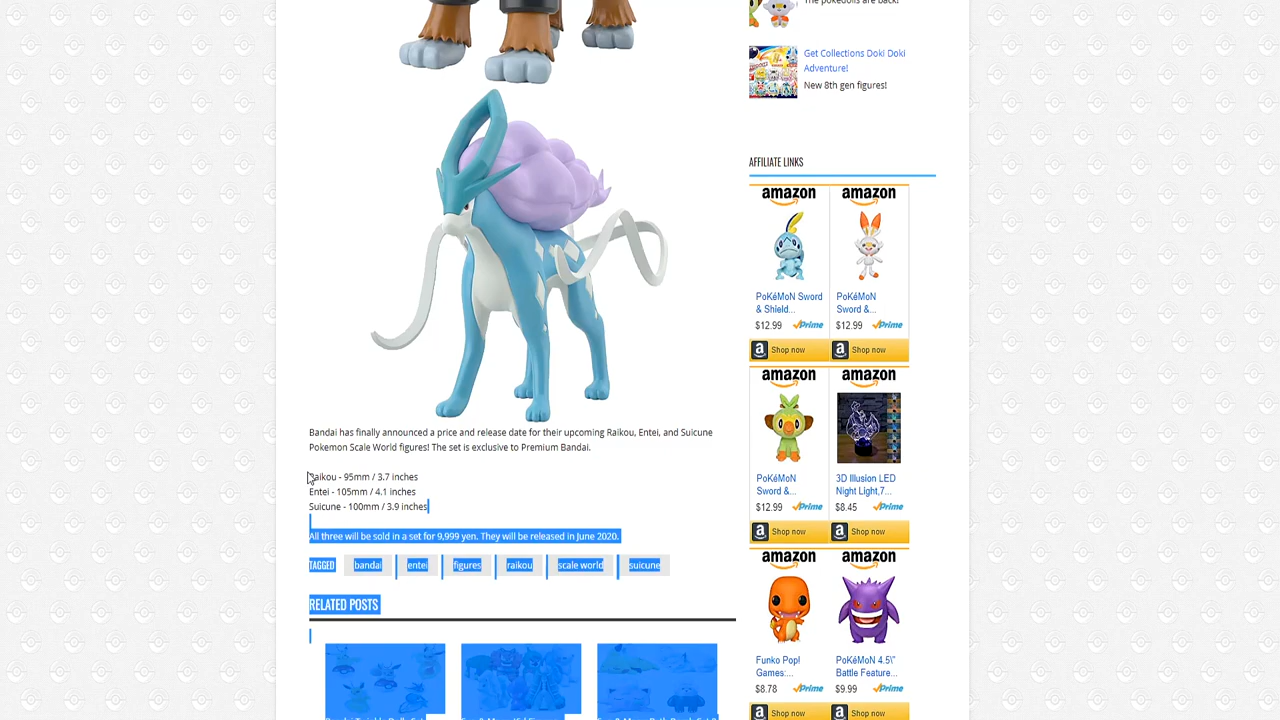 The pokedolls are back!
Get Collections Doki Doki
Adventure!
New 8th gen figures!
AFFILIATE LINKS
amazon
amazon
PoKéMoN Sword
& Shield...
$12.99 Prime
a Shop now
PoKéMoN
Sword &...
$12.99 Prime
a Shop now
amazon
amazon
PoKéMoN
Sword &...
$12.99 Prime
a Shop now
3D Illusion LED
Night Light,7...
$8.45 Prime
a Shop now
amazon
amazon
Funko Pop!
Games:...
$8.78 Prime
a Shop now
PoKéMoN 4.5\"
Battle Feature...
$9.99 Prime
a Shop now
Bandai has finally announced a price and release date for their upcoming Raikou, Entei, and Suicune
Pokemon Scale World figures! The set is exclusive to Premium Bandai.
Raikou - 95mm / 3.7 inches
Entei - 105mm / 4.1 inches
Suicune - 100mm / 3.9 inches
All three will be sold in a set for 9,999 yen. They will be released in June 2020.
TAGGED bandai entei figures raikou scale world suicune
RELATED POSTS